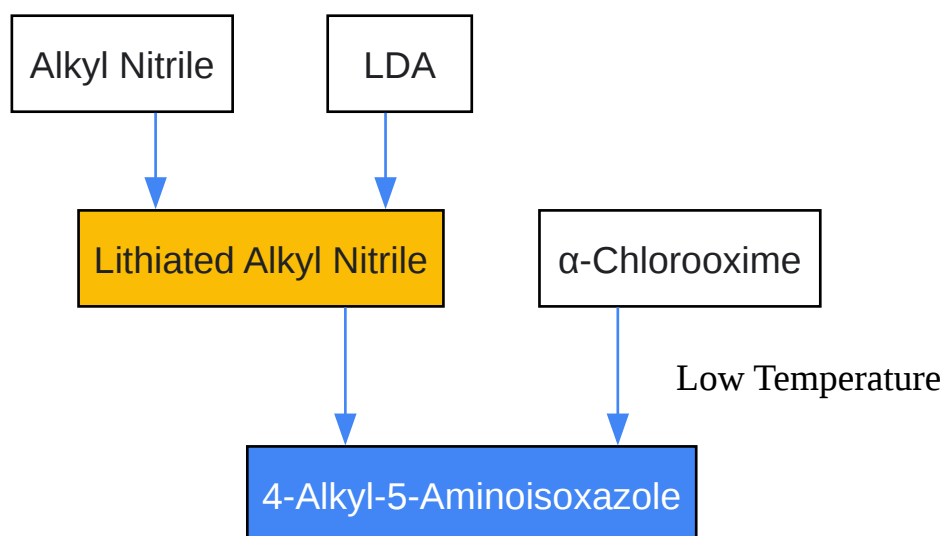 Alkyl Nitrile
LDA
Lithiated Alkyl Nitrile
α-Chlorooxime
Low Temperature
4-Alkyl-5-Aminoisoxazole